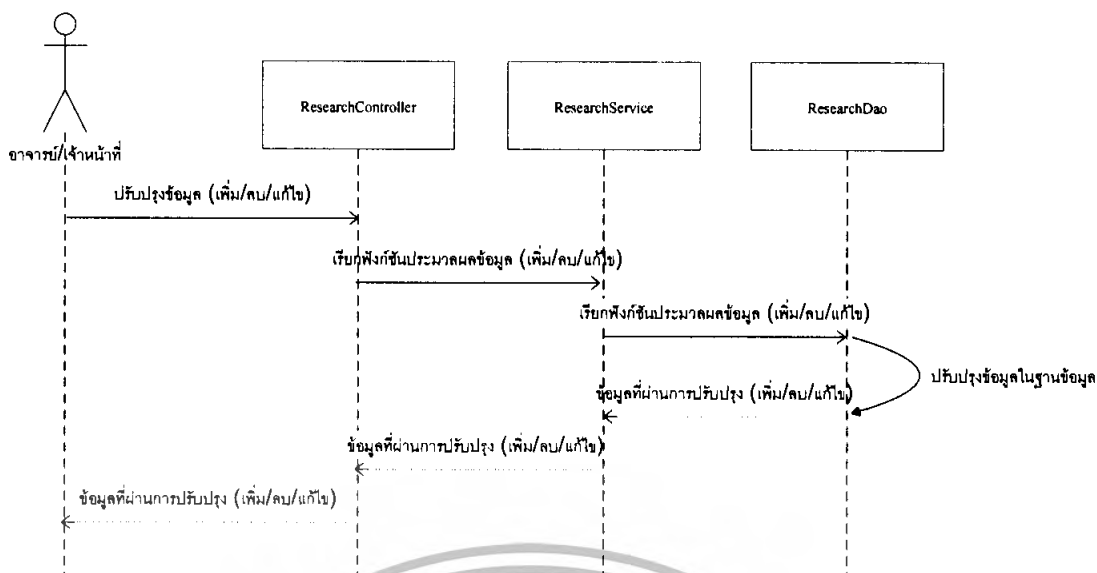 ResearchController
ResearchService
ResearchDao
อาจารย์/เจ้าหน้าที่
ปรับปรุงข้อมูล (เพิ่ม/ลบ/แก้ไข)
เรียกฟังก์ชันประมวลผลข้อมูล (เพิ่ม/ลบ/แก้ไข)
เรียกฟังก์ชันประมวลผลข้อมูล (เพิ่ม/ลบ/แก้ไข)
ปรับปรุงข้อมูลในฐานข้อมูล
ข้อมูลที่ผ่านการปรับปรุง (เพิ่ม/ลบ/แก้ไข)
ข้อมูลที่ผ่านการปรับปรุง (เพิ่ม/ลบ/แก้ไข)
ข้อมูลที่ผ่านการปรับปรุง (เพิ่ม/ลบ/แก้ไข)